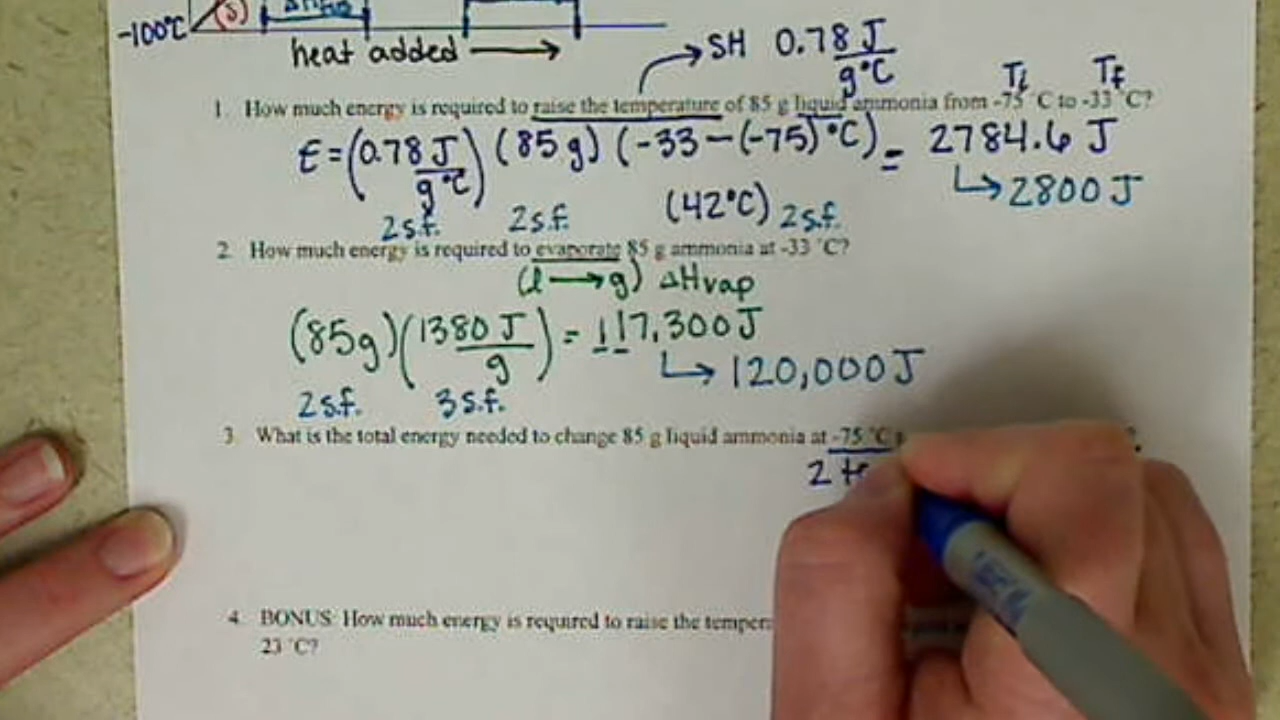 -100°C (s) ΔHfus
heat added ⟶
SH 0.78 J/g°C
Ti Tf
1. How much energy is required to raise the temperature of 85 g liquid ammonia from -75 °C to -33 °C?
E = (0.78 J/g°C) (85g) (-33-(-75)°C) = 2784.6 J
↳ 2800 J
(42°C) 2 s.f.
2 s.f. 2 s.f.
2. How much energy is required to evaporate 85 g ammonia at -33 °C?
(l ⟶ g) ΔHvap
(85g)(1380 J/g) = 117,300 J
↳ 120,000 J
2 s.f. 3 s.f.
3. What is the total energy needed to change 85 g liquid ammonia at -75 °C
2
4. BONUS: How much energy is required to raise the
23 °C?